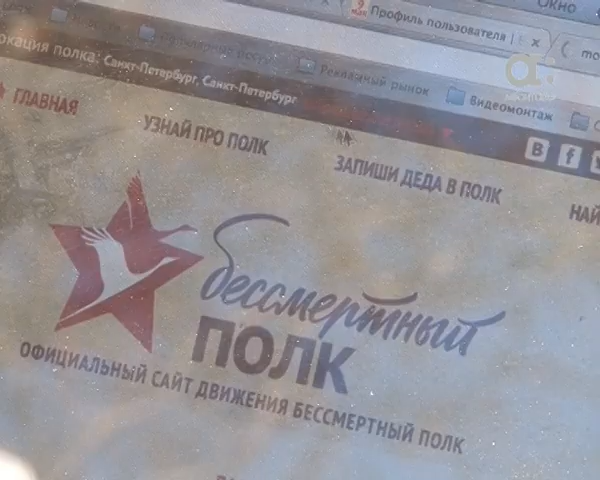 Окно
Профиль пользователя |
Рекламный рынок
Видеомонтаж
окация полка: Санкт-Петербург, Санкт-Петербург
ГЛАВНАЯ
УЗНАЙ ПРО ПОЛК
ЗАПИШИ ДЕДА В ПОЛК
НАЙ
бессмертный
ПОЛК
ОФИЦИАЛЬНЫЙ САЙТ ДВИЖЕНИЯ БЕССМЕРТНЫЙ ПОЛК